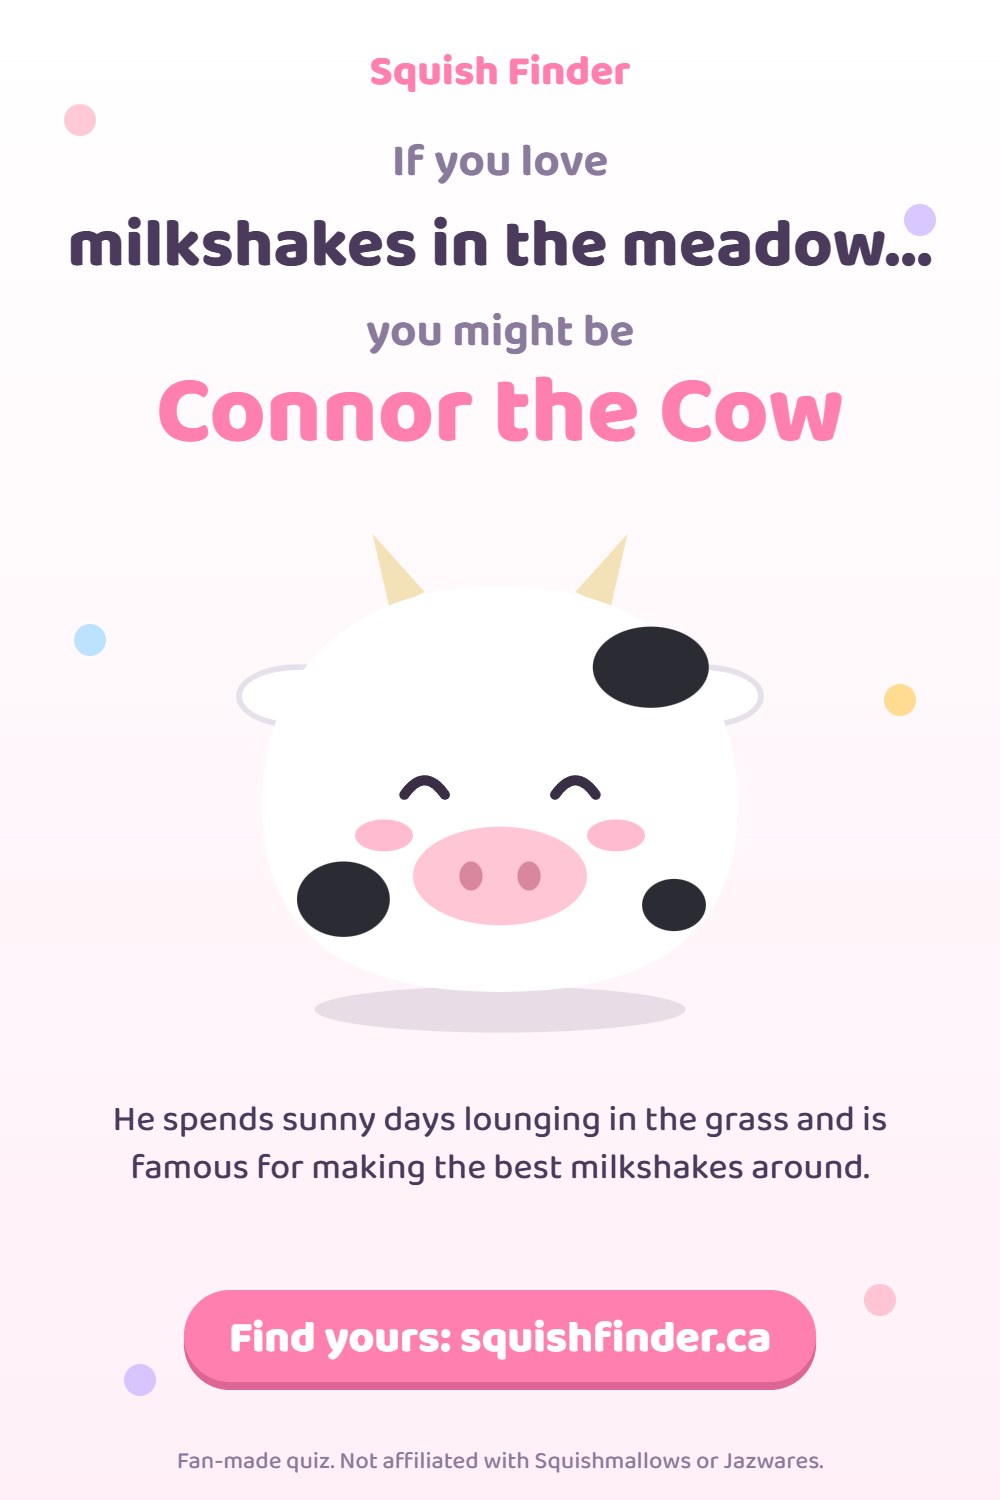 Squish Finder
If you love
milkshakes in the meadow...
you might be
Connor the Cow
He spends sunny days lounging in the grass and is
famous for making the best milkshakes around.
Find yours: squishfinder.ca
Fan-made quiz. Not affiliated with Squishmallows or Jazwares.